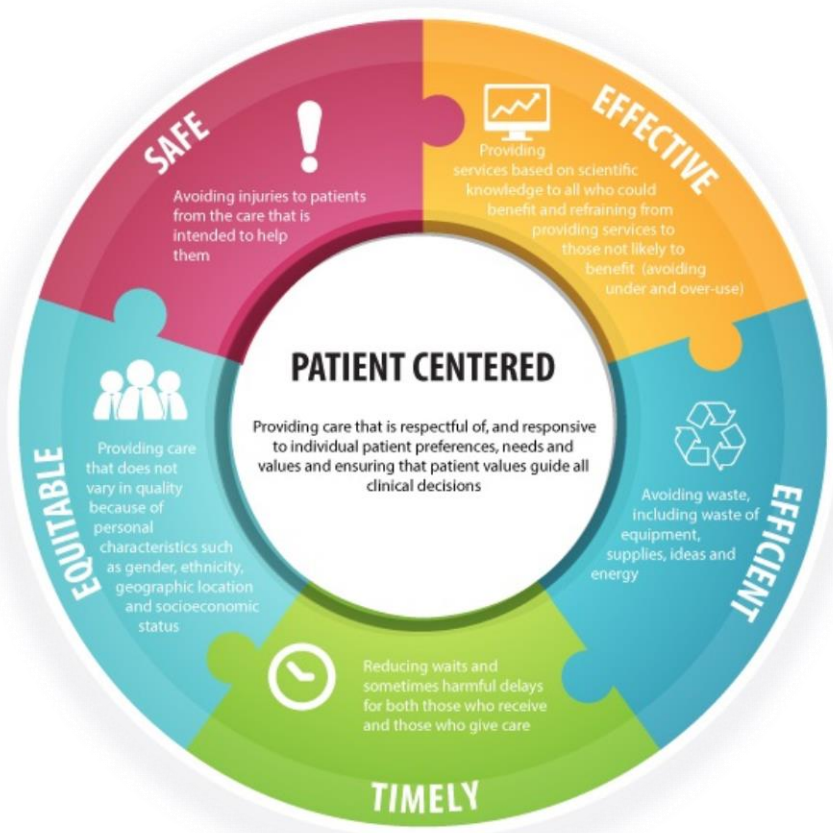 SAFE
Avoiding injuries to patients
from the care that is
intended to help
them
EFFECTIVE
Providing
services based on scientific
knowledge to all who could
benefit and refraining from
providing services to
those not likely to
benefit (avoiding
under and over-use)
PATIENT CENTERED
Providing care that is respectful of, and responsive
to individual patient preferences, needs and
values and ensuring that patient values guide all
clinical decisions
EFFICIENT
Avoiding waste,
including waste of
equipment,
supplies, ideas and
energy
TIMELY
Reducing waits and
sometimes harmful delays
for both those who receive
and those who give care
EQUITABLE
Providing care
that does not
vary in quality
because of
personal
characteristics such
as gender, ethnicity,
geographic location
and socioeconomic
status